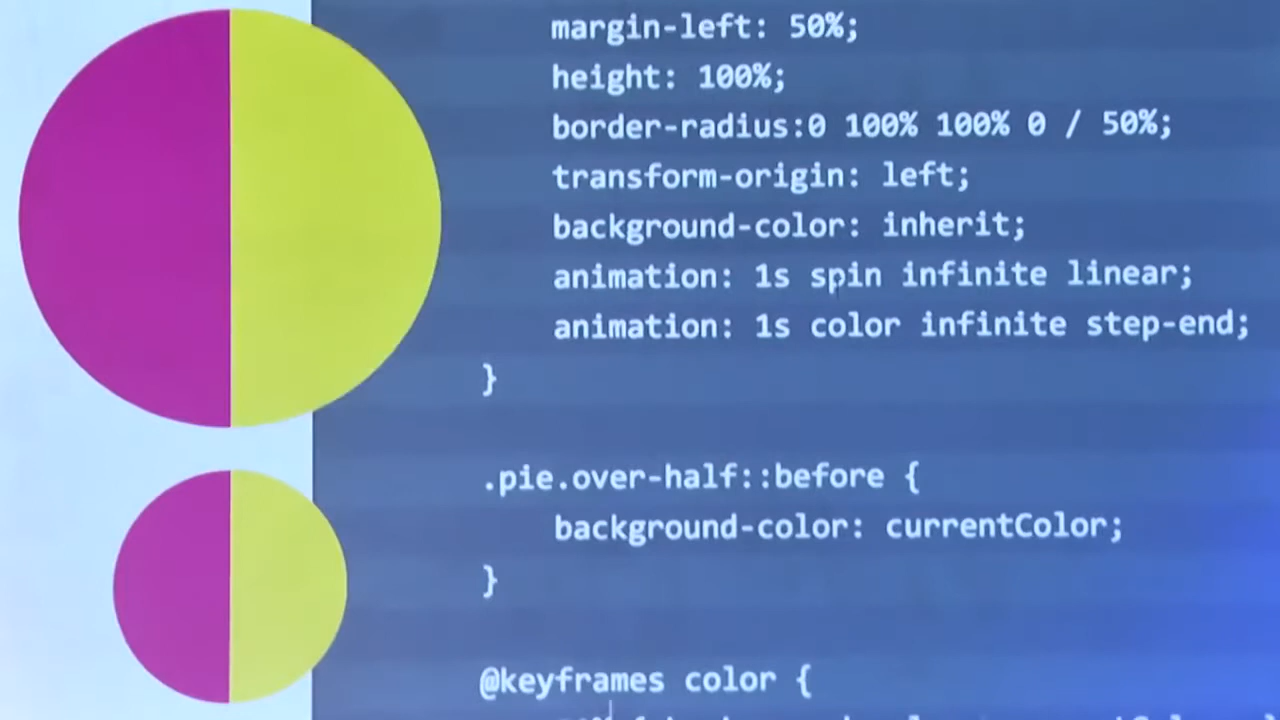 margin-left: 50%;
height: 100%;
border-radius:0 100% 100% 0 / 50%;
transform-origin: left;
background-color: inherit;
animation: 1s spin infinite linear;
animation: 1s color infinite step-end;
}
.pie.over-half::before {
background-color: currentColor;
}
@keyframes color {